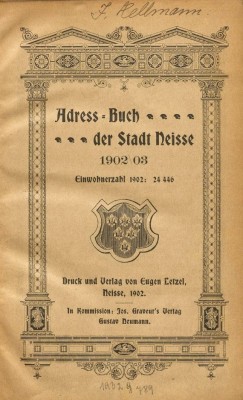 F. Hellmann
Adress-Buch
der Stadt Neisse
1902 03
Einwohnerzahl 1902: 24 446
Druck und Verlag von Eugen Letzel,
Neisse, 1902.
In Kommission: Jos. Graveur's Verlag
Gustav Neumann.